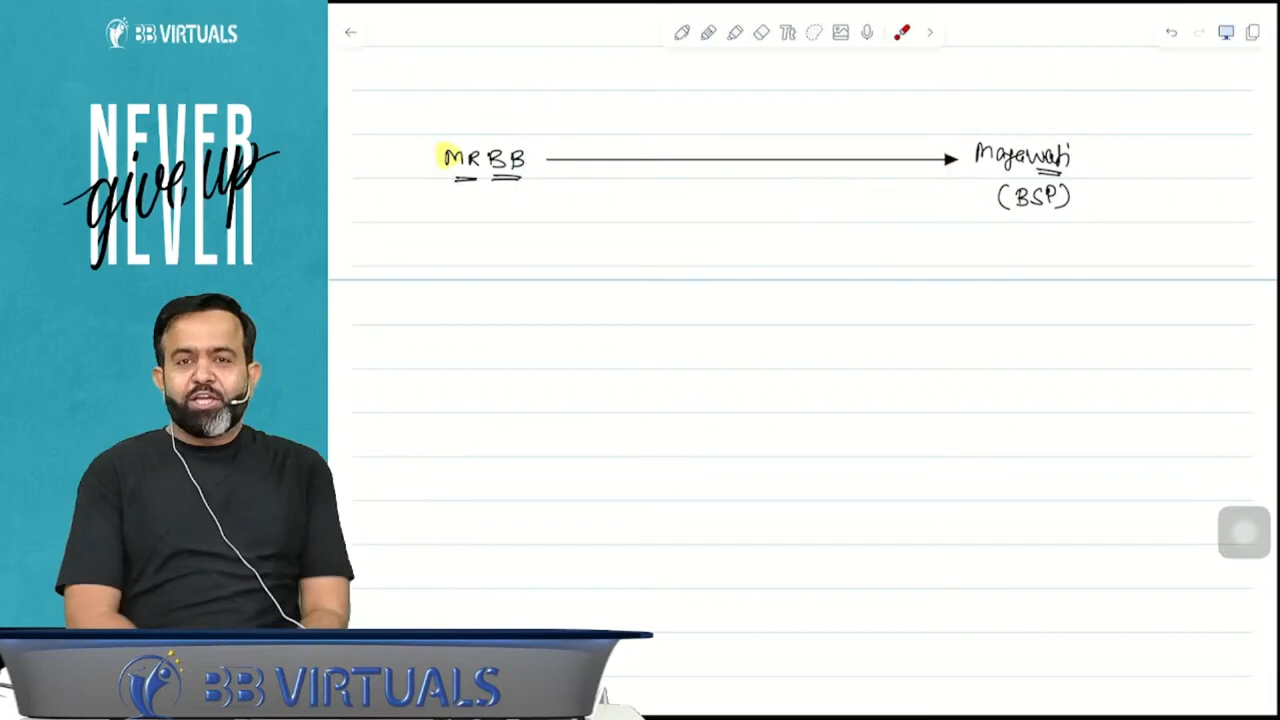 BB VIRTUALS
NEVER
give up
NEVER
MRBB
Mayawati
(BSP)
BB VIRTUALS